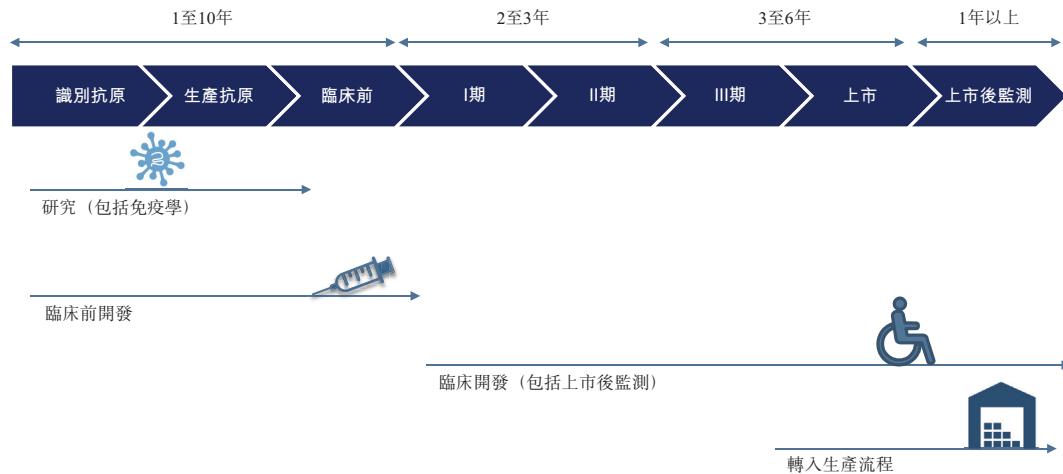 1至10年
2至3年
3至6年
1年以上
識別抗原
生產抗原
臨床前
I期
II期
III期
上市
上市後監測
研究（包括免疫學）
臨床前開發
臨床開發（包括上市後監測）
轉入生產流程